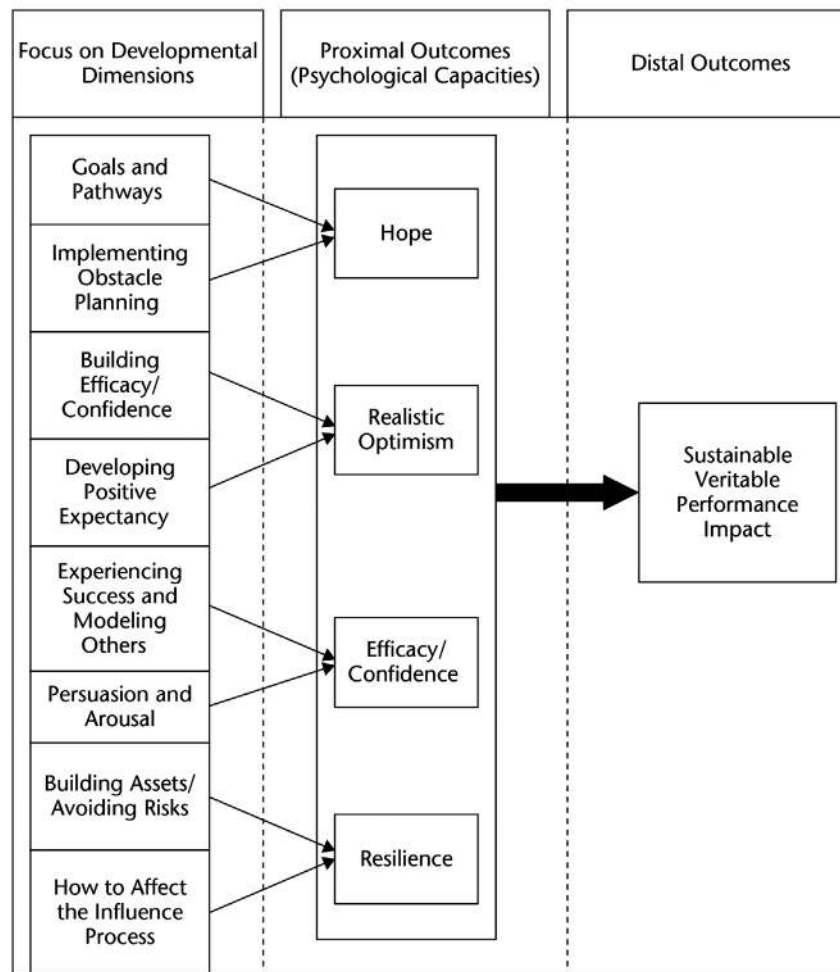 Focus on Developmental
Dimensions
Proximal Outcomes
(Psychological Capacities)
Distal Outcomes
Goals and
Pathways
Implementing
Obstacle
Planning
Building
Efficacy/
Confidence
Developing
Positive
Expectancy
Experiencing
Success and
Modeling
Others
Persuasion and
Arousal
Building Assets/
Avoiding Risks
How to Affect
the Influence
Process
Hope
Realistic
Optimism
Efficacy/
Confidence
Resilience
Sustainable
Veritable
Performance
Impact